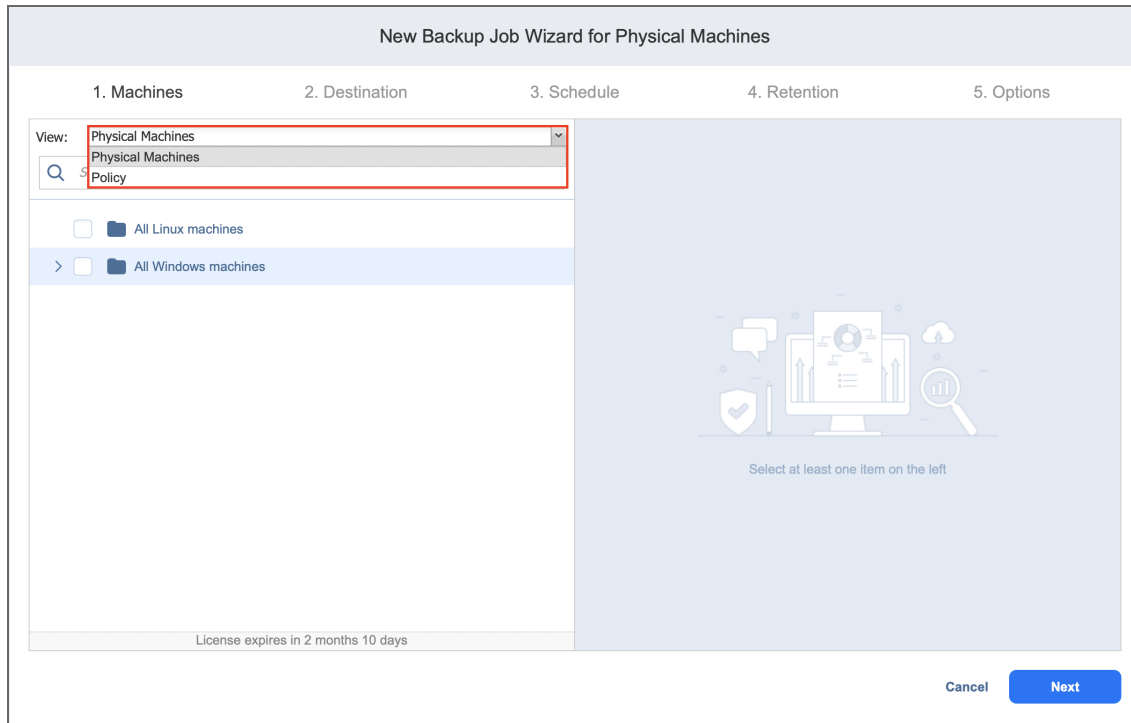 New Backup Job Wizard for Physical Machines
1. Machines 2. Destination 3. Schedule 4. Retention 5. Options
View: Physical Machines
Physical Machines
Policy
All Linux machines
All Windows machines
Select at least one item on the left
License expires in 2 months 10 days
Cancel Next